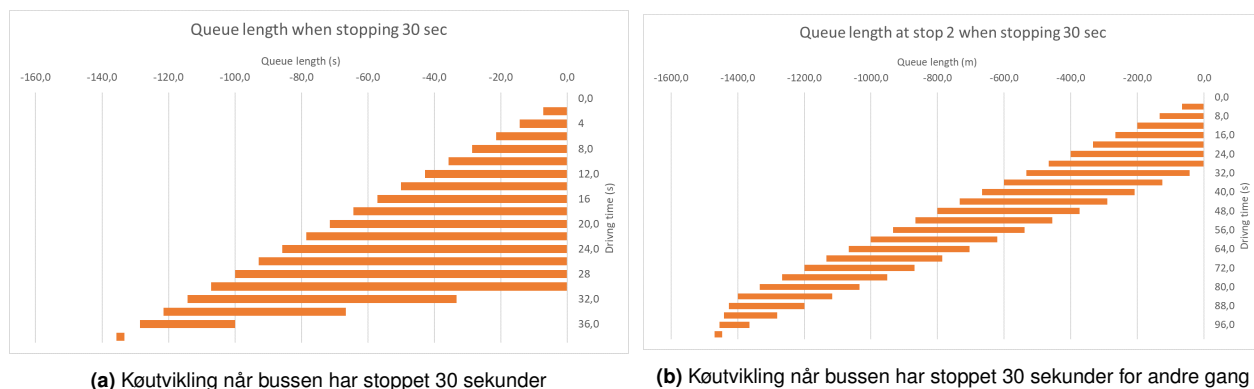 Queue length when stopping 30 sec
Queue length (s)
-160,0 -140,0 -120,0 -100,0 -80,0 -60,0 -40,0 -20,0 0,0
0,0
4
8,0
12,0
16
20,0
24,0
28
32,0
36,0
Drivng time (s)
(a) Køutvikling når bussen har stoppet 30 sekunder
Queue length at stop 2 when stopping 30 sec
Queue length (m)
-1600,0 -1400,0 -1200,0 -1000,0 -800,0 -600,0 -400,0 -200,0 0,0
0,0
8,0
16,0
24,0
32,0
40,0
48,0
56,0
64,0
72,0
80,0
88,0
96,0
Driving time (s)
(b) Køutvikling når bussen har stoppet 30 sekunder for andre gang